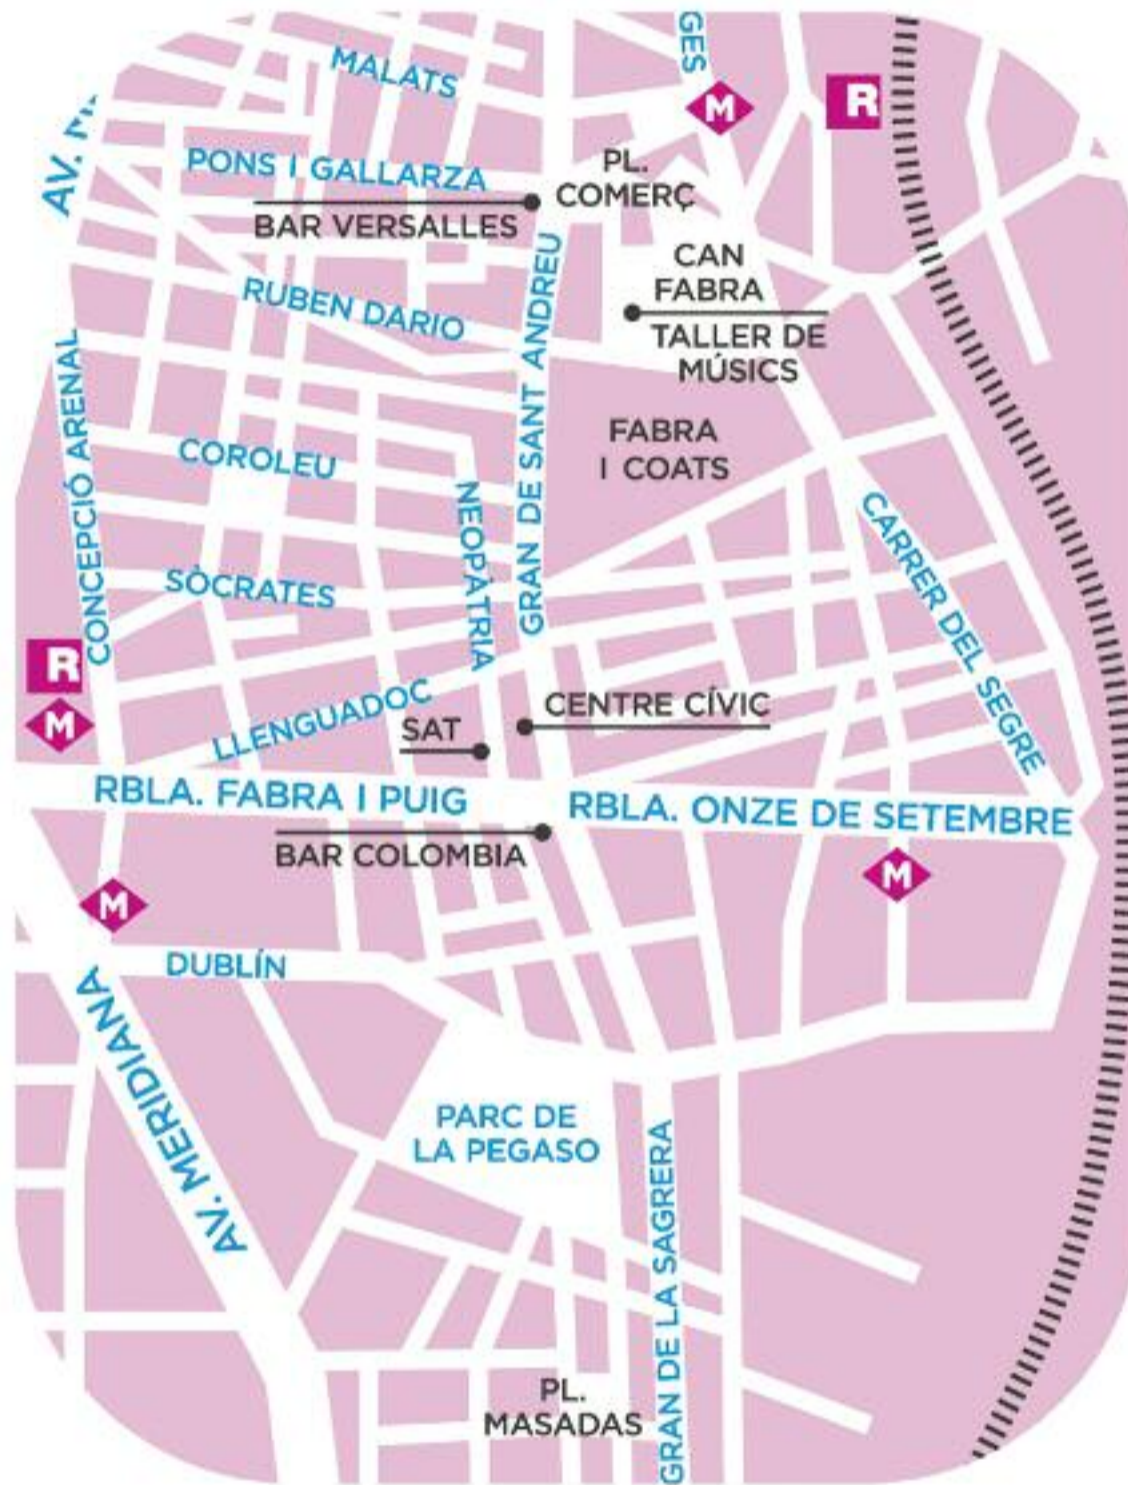 GES
MALATS
M
R
AV. M
PONS I GALLARZA
PL.
COMERÇ
BAR VERSALLES
CAN
FABRA
RUBEN DARIO
TALLER DE
MÚSICS
GRAN DE SANT ANDREU
CONCEPCIÓ ARENAL
FABRA
I COATS
COROLEU
NEOPÀTRIA
CARRER DEL SEGRE
SÒCRATES
R
M
LLENGUADOC
CENTRE CÍVIC
SAT
RBLA. FABRA I PUIG
RBLA. ONZE DE SETEMBRE
BAR COLOMBIA
M
M
DUBLÍN
AV. MERIDIANA
PARC DE
LA PEGASO
GRAN DE LA SAGRERA
PL.
MASADAS